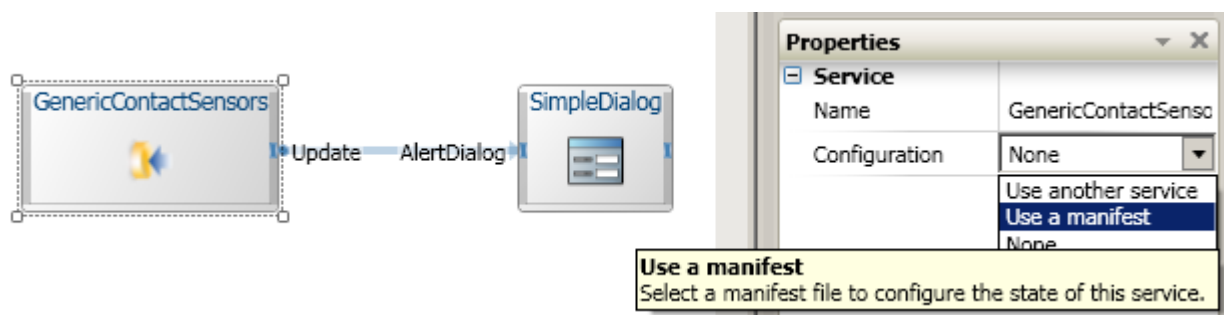 GenericContactSensors
Update
AlertDialog
SimpleDialog
Properties
Service
Name GenericContactSenso
Configuration None
Use another service
Use a manifest
None
Use a manifest
Select a manifest file to configure the state of this service.